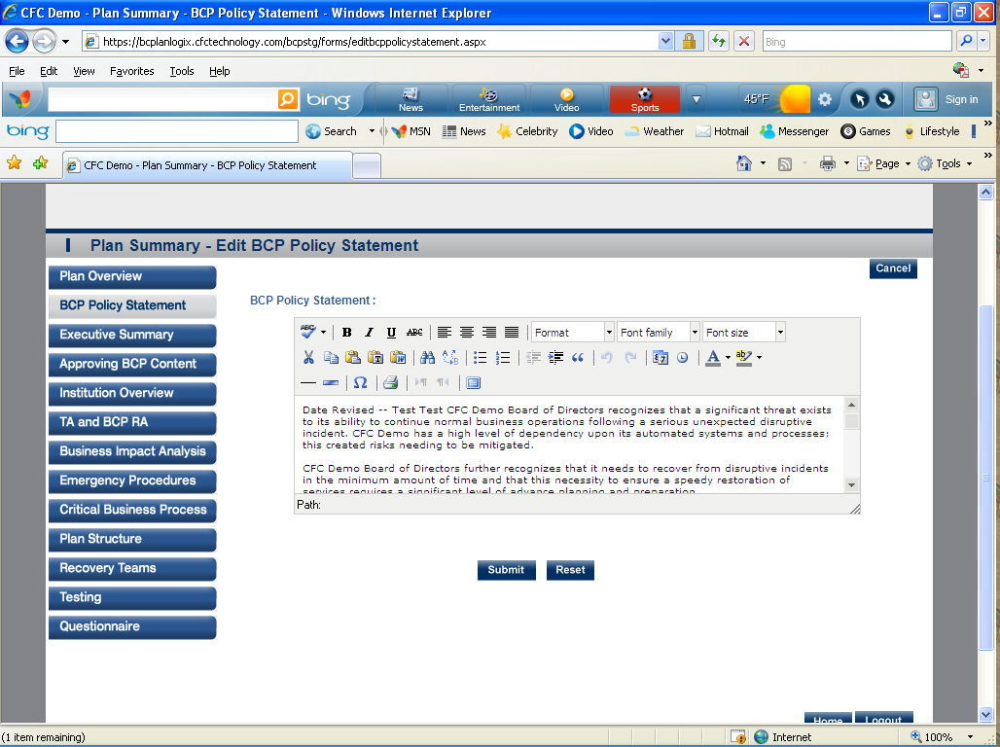 CFC Demo - Plan Summary - BCP Policy Statement - Windows Internet Explorer
https://bcplanlogix.cfctechnology.com/bcpstg/forms/editbcppolicystatement.aspx
Bing
File Edit View Favorites Tools Help
bing News Entertainment Video Sports 45°F Sign in
bing Search MSN News Celebrity Video Weather Hotmail Messenger Games Lifestyle
CFC Demo - Plan Summary - BCP Policy Statement Page Tools
Plan Summary - Edit BCP Policy Statement
Cancel
Plan Overview
BCP Policy Statement
Executive Summary
Approving BCP Content
Institution Overview
TA and BCP RA
Business Impact Analysis
Emergency Procedures
Critical Business Process
Plan Structure
Recovery Teams
Testing
Questionnaire
BCP Policy Statement :
ABC B I U ABC Format Font family Font size
Date Revised -- Test Test CFC Demo Board of Directors recognizes that a significant threat exists
to its ability to continue normal business operations following a serious unexpected disruptive
incident. CFC Demo has a high level of dependency upon its automated systems and processes;
this created risks needing to be mitigated.
CFC Demo Board of Directors further recognizes that it needs to recover from disruptive incidents
in the minimum amount of time and that this necessity to ensure a speedy restoration of
services requires a significant level of advance planning and preparation.
Path:
Submit Reset
Home Logout
(1 item remaining) Internet 100%